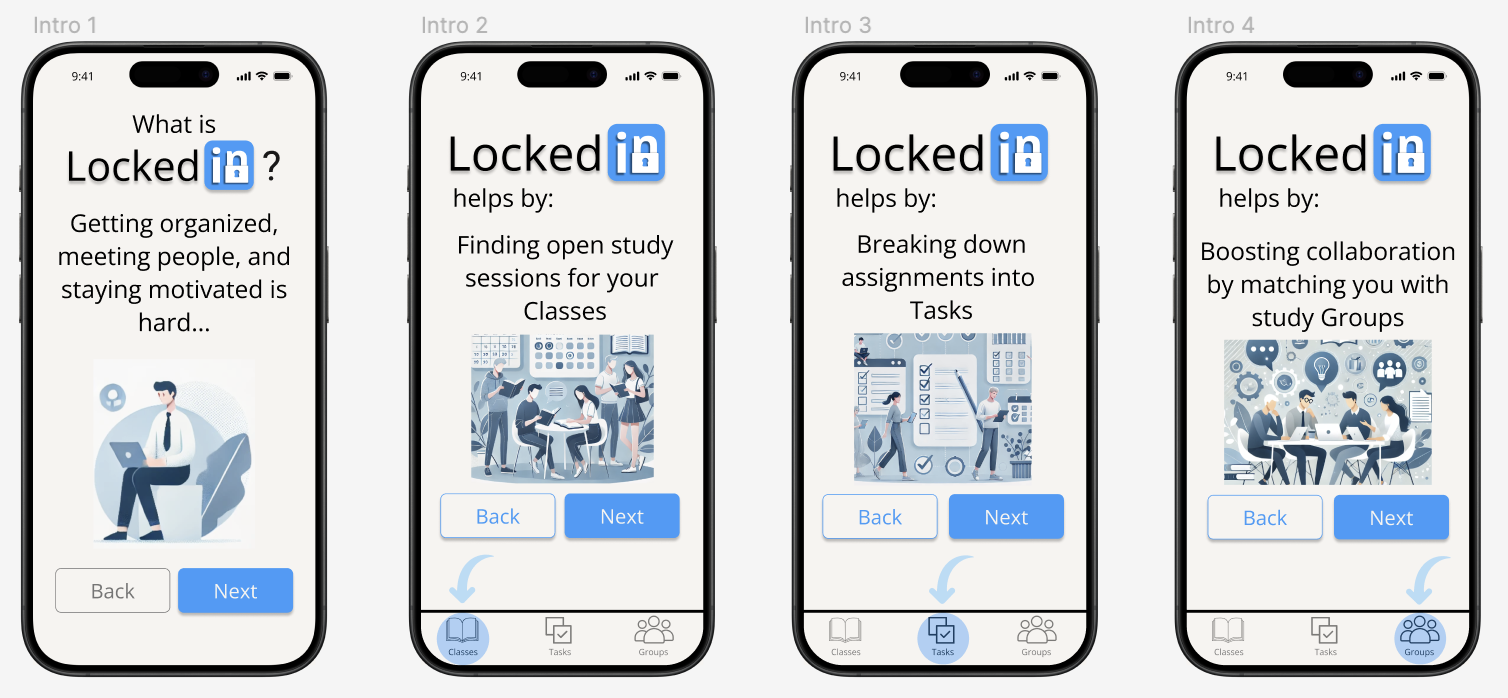 Intro 1
9:41
What is
Locked in ?
Getting organized,
meeting people, and
staying motivated is
hard...
Back
Next
Intro 2
9:41
Locked in
helps by:
Finding open study
sessions for your
Classes
Back
Next
Classes
Tasks
Groups
Intro 3
9:41
Locked in
helps by:
Breaking down
assignments into
Tasks
Back
Next
Classes
Tasks
Groups
Intro 4
9:41
Locked in
helps by:
Boosting collaboration
by matching you with
study Groups
Back
Next
Classes
Tasks
Groups